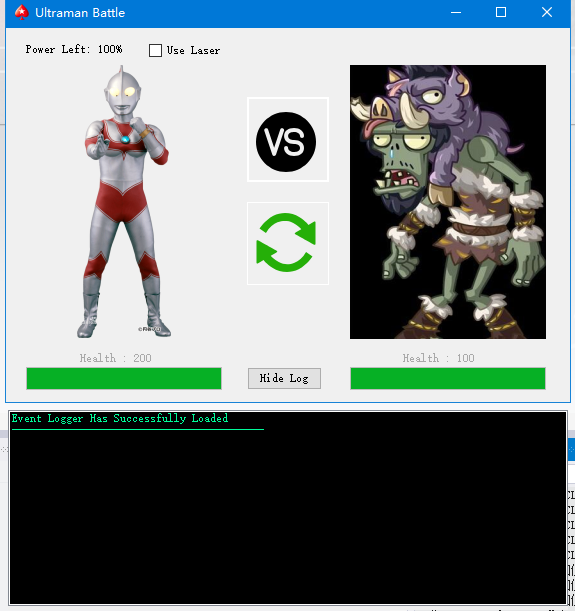 Ultraman Battle
Power Left: 100%
Use Laser
VS
Health : 200
Health : 100
Hide Log
Event Logger Has Successfully Loaded